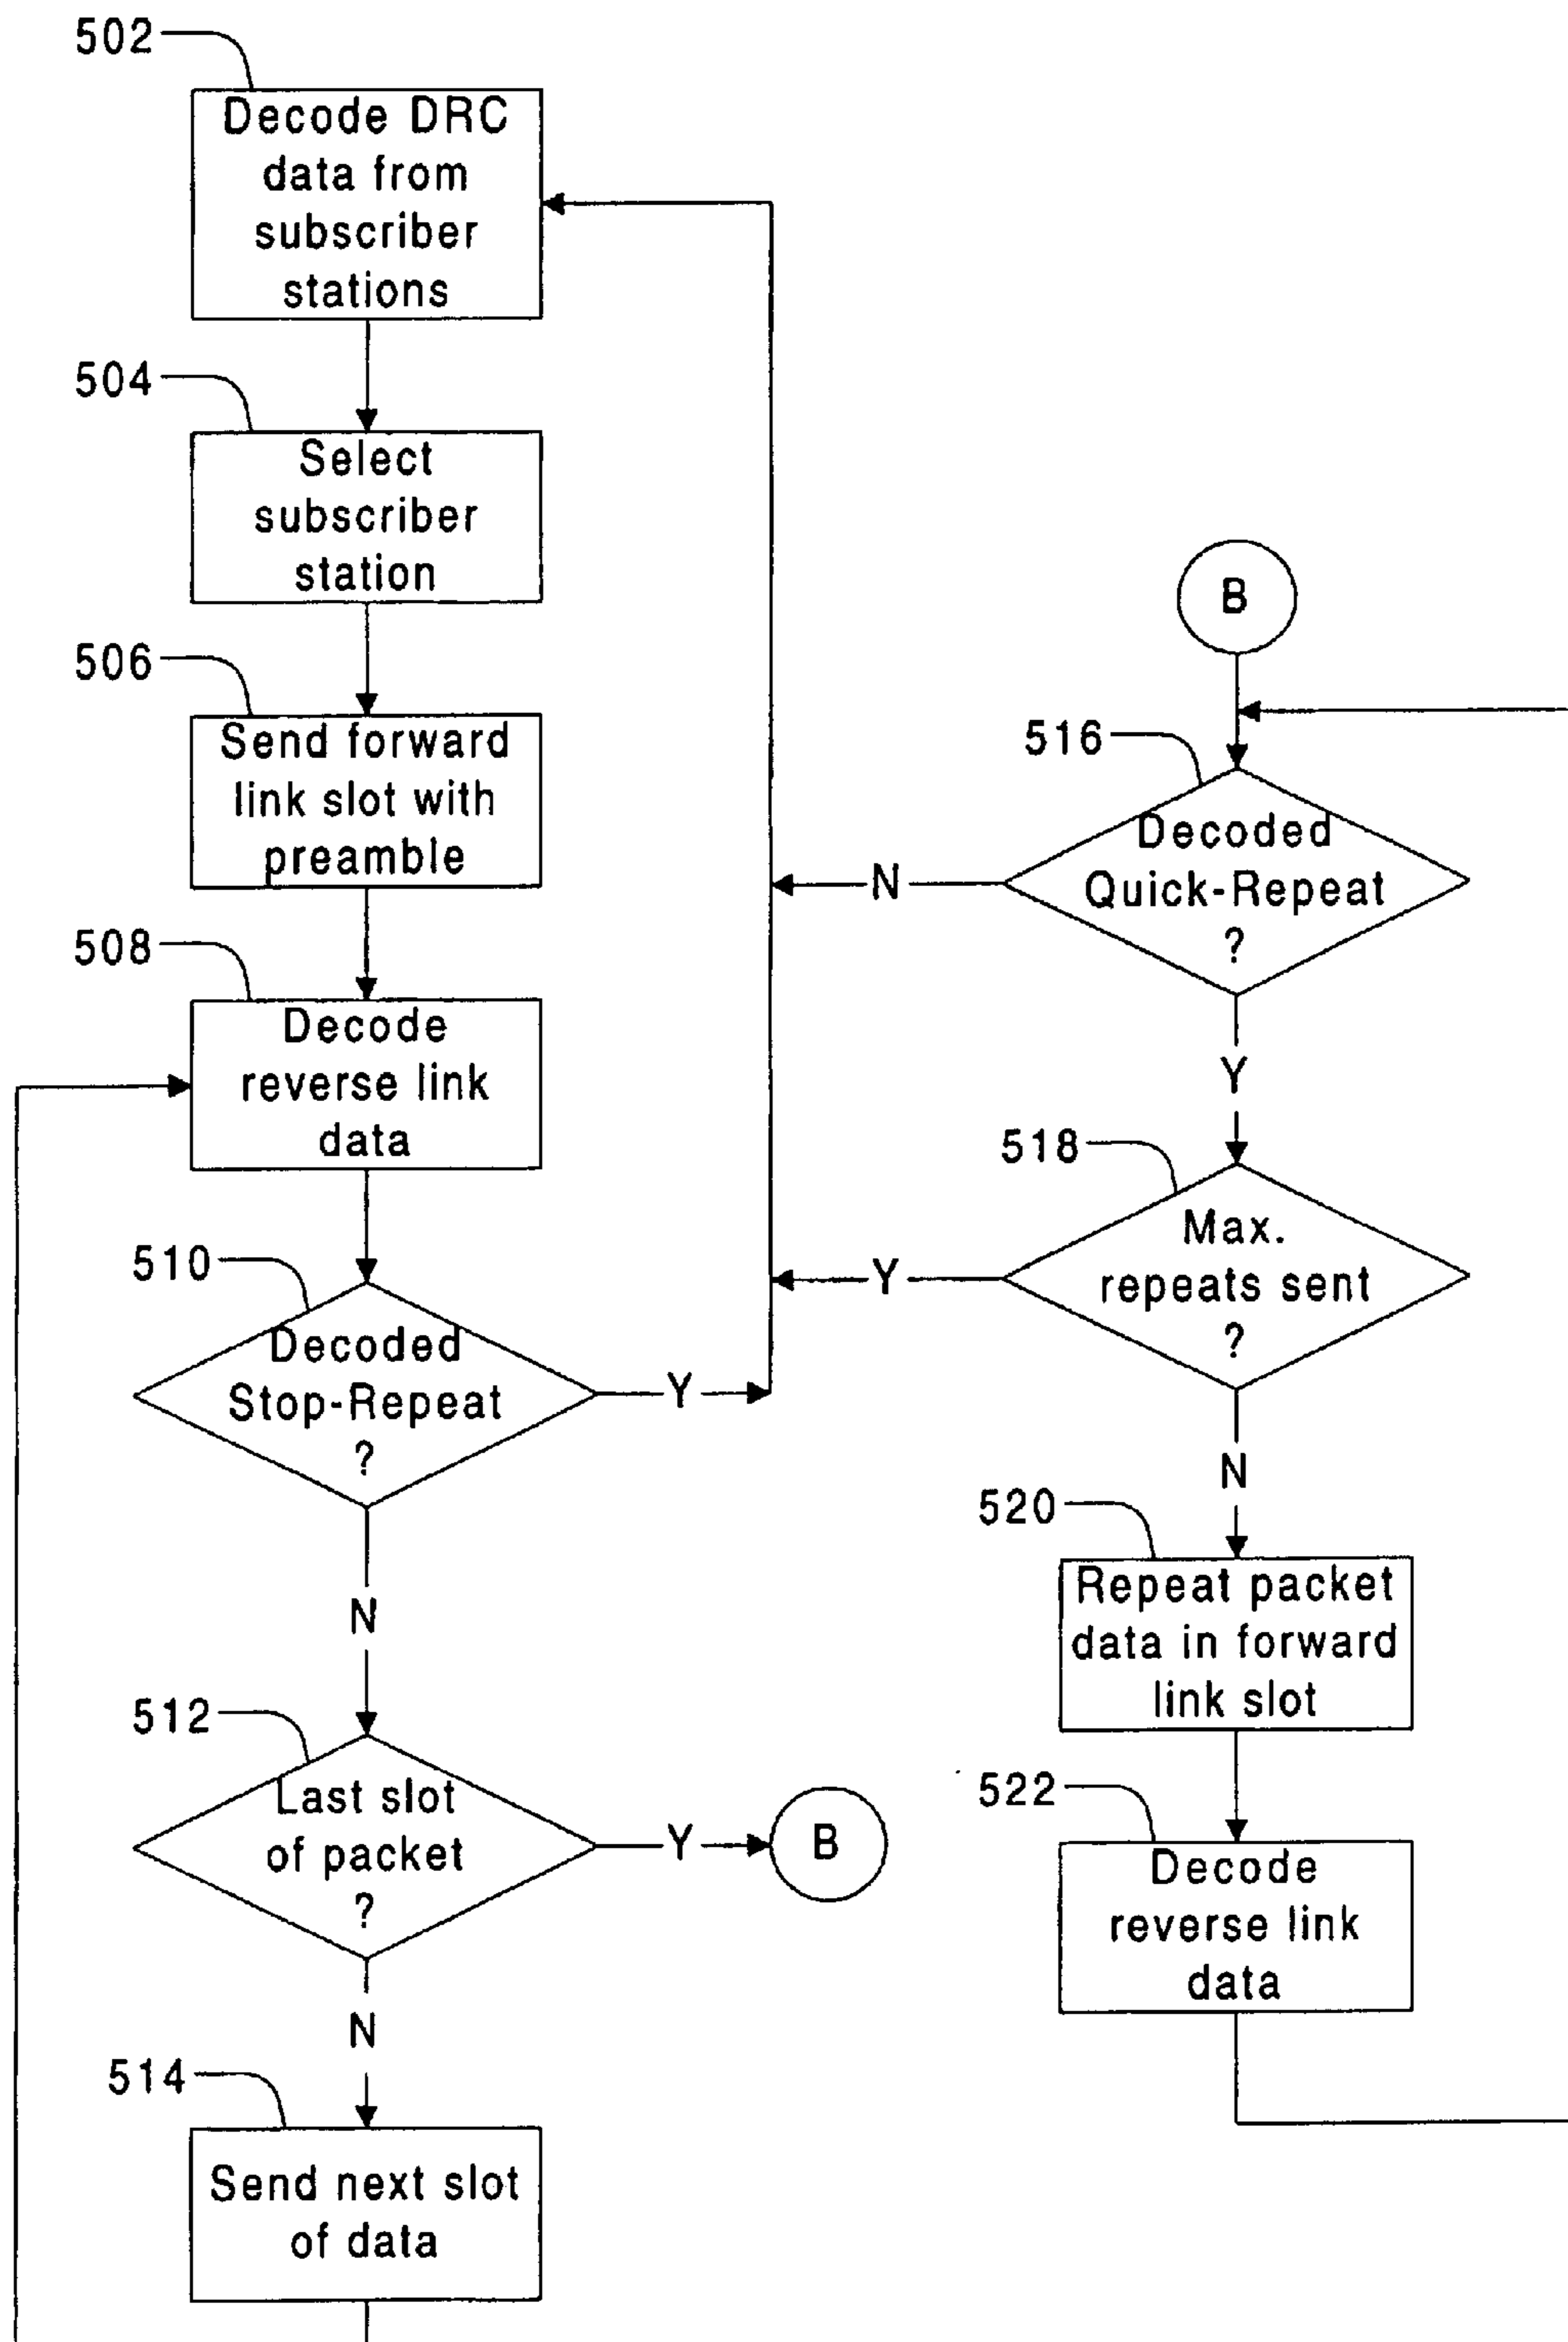 502
Decode DRC
data from
subscriber
stations
504
Select
subscriber
station
506
Send forward
link slot with
preamble
508
Decode
reverse link
data
510
Decoded
Stop-Repeat
?
Y
N
512
Last slot
of packet
?
Y
B
N
514
Send next slot
of data
B
516
Decoded
Quick-Repeat
?
N
Y
518
Max.
repeats sent
?
Y
N
520
Repeat packet
data in forward
link slot
522
Decode
reverse link
data